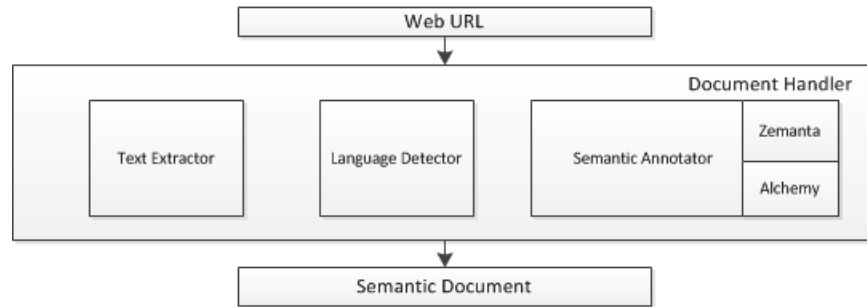 Web URL
Document Handler
Text Extractor
Language Detector
Semantic Annotator
Zemanta
Alchemy
Semantic Document